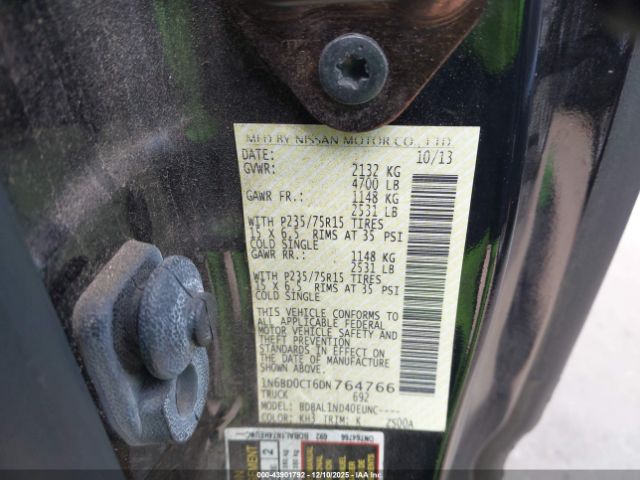 MFD BY NISSAN MOTOR CO., LTD.
DATE: 10/13
GVWR: 2132 KG
4700 LB
GAWR FR.: 1148 KG
2531 LB
WITH P235/75R15 TIRES
15 X 6.5 RIMS AT 35 PSI
COLD SINGLE
GAWR RR.: 1148 KG
2531 LB
WITH P235/75R15 TIRES
15 X 6.5 RIMS AT 35 PSI
COLD SINGLE
THIS VEHICLE CONFORMS TO
ALL APPLICABLE FEDERAL
MOTOR VEHICLE SAFETY AND
THEFT PREVENTION
STANDARDS IN EFFECT ON THE
DATE OF MANUFACTURE SHOWN
ABOVE.
1N6BD0CT6DN764766
TRUCK 692
MODEL: BDBALIND40EUNC----
COLOR: KH3 TRIM: K 2500A
2
© 00-43901792 — 12/10/2025 — IAA Inc.